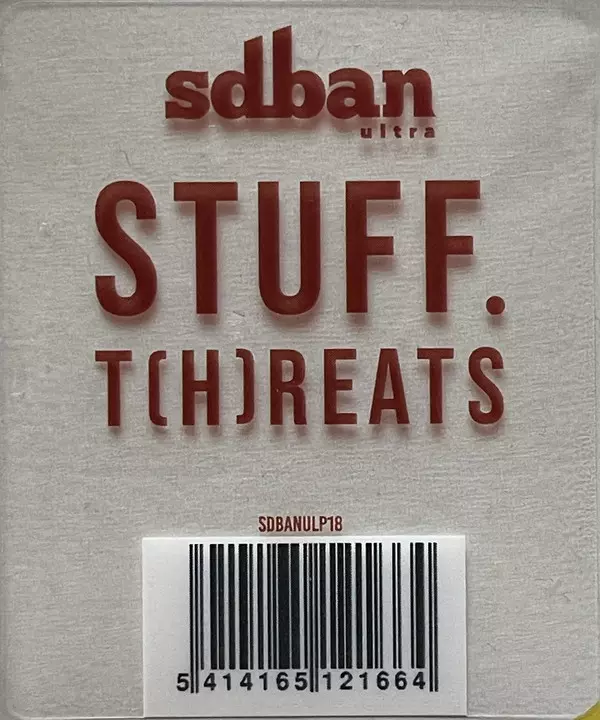 sdban
ultra
STUFF.
T(H)REATS
SDBANULP18
5 414165 121664